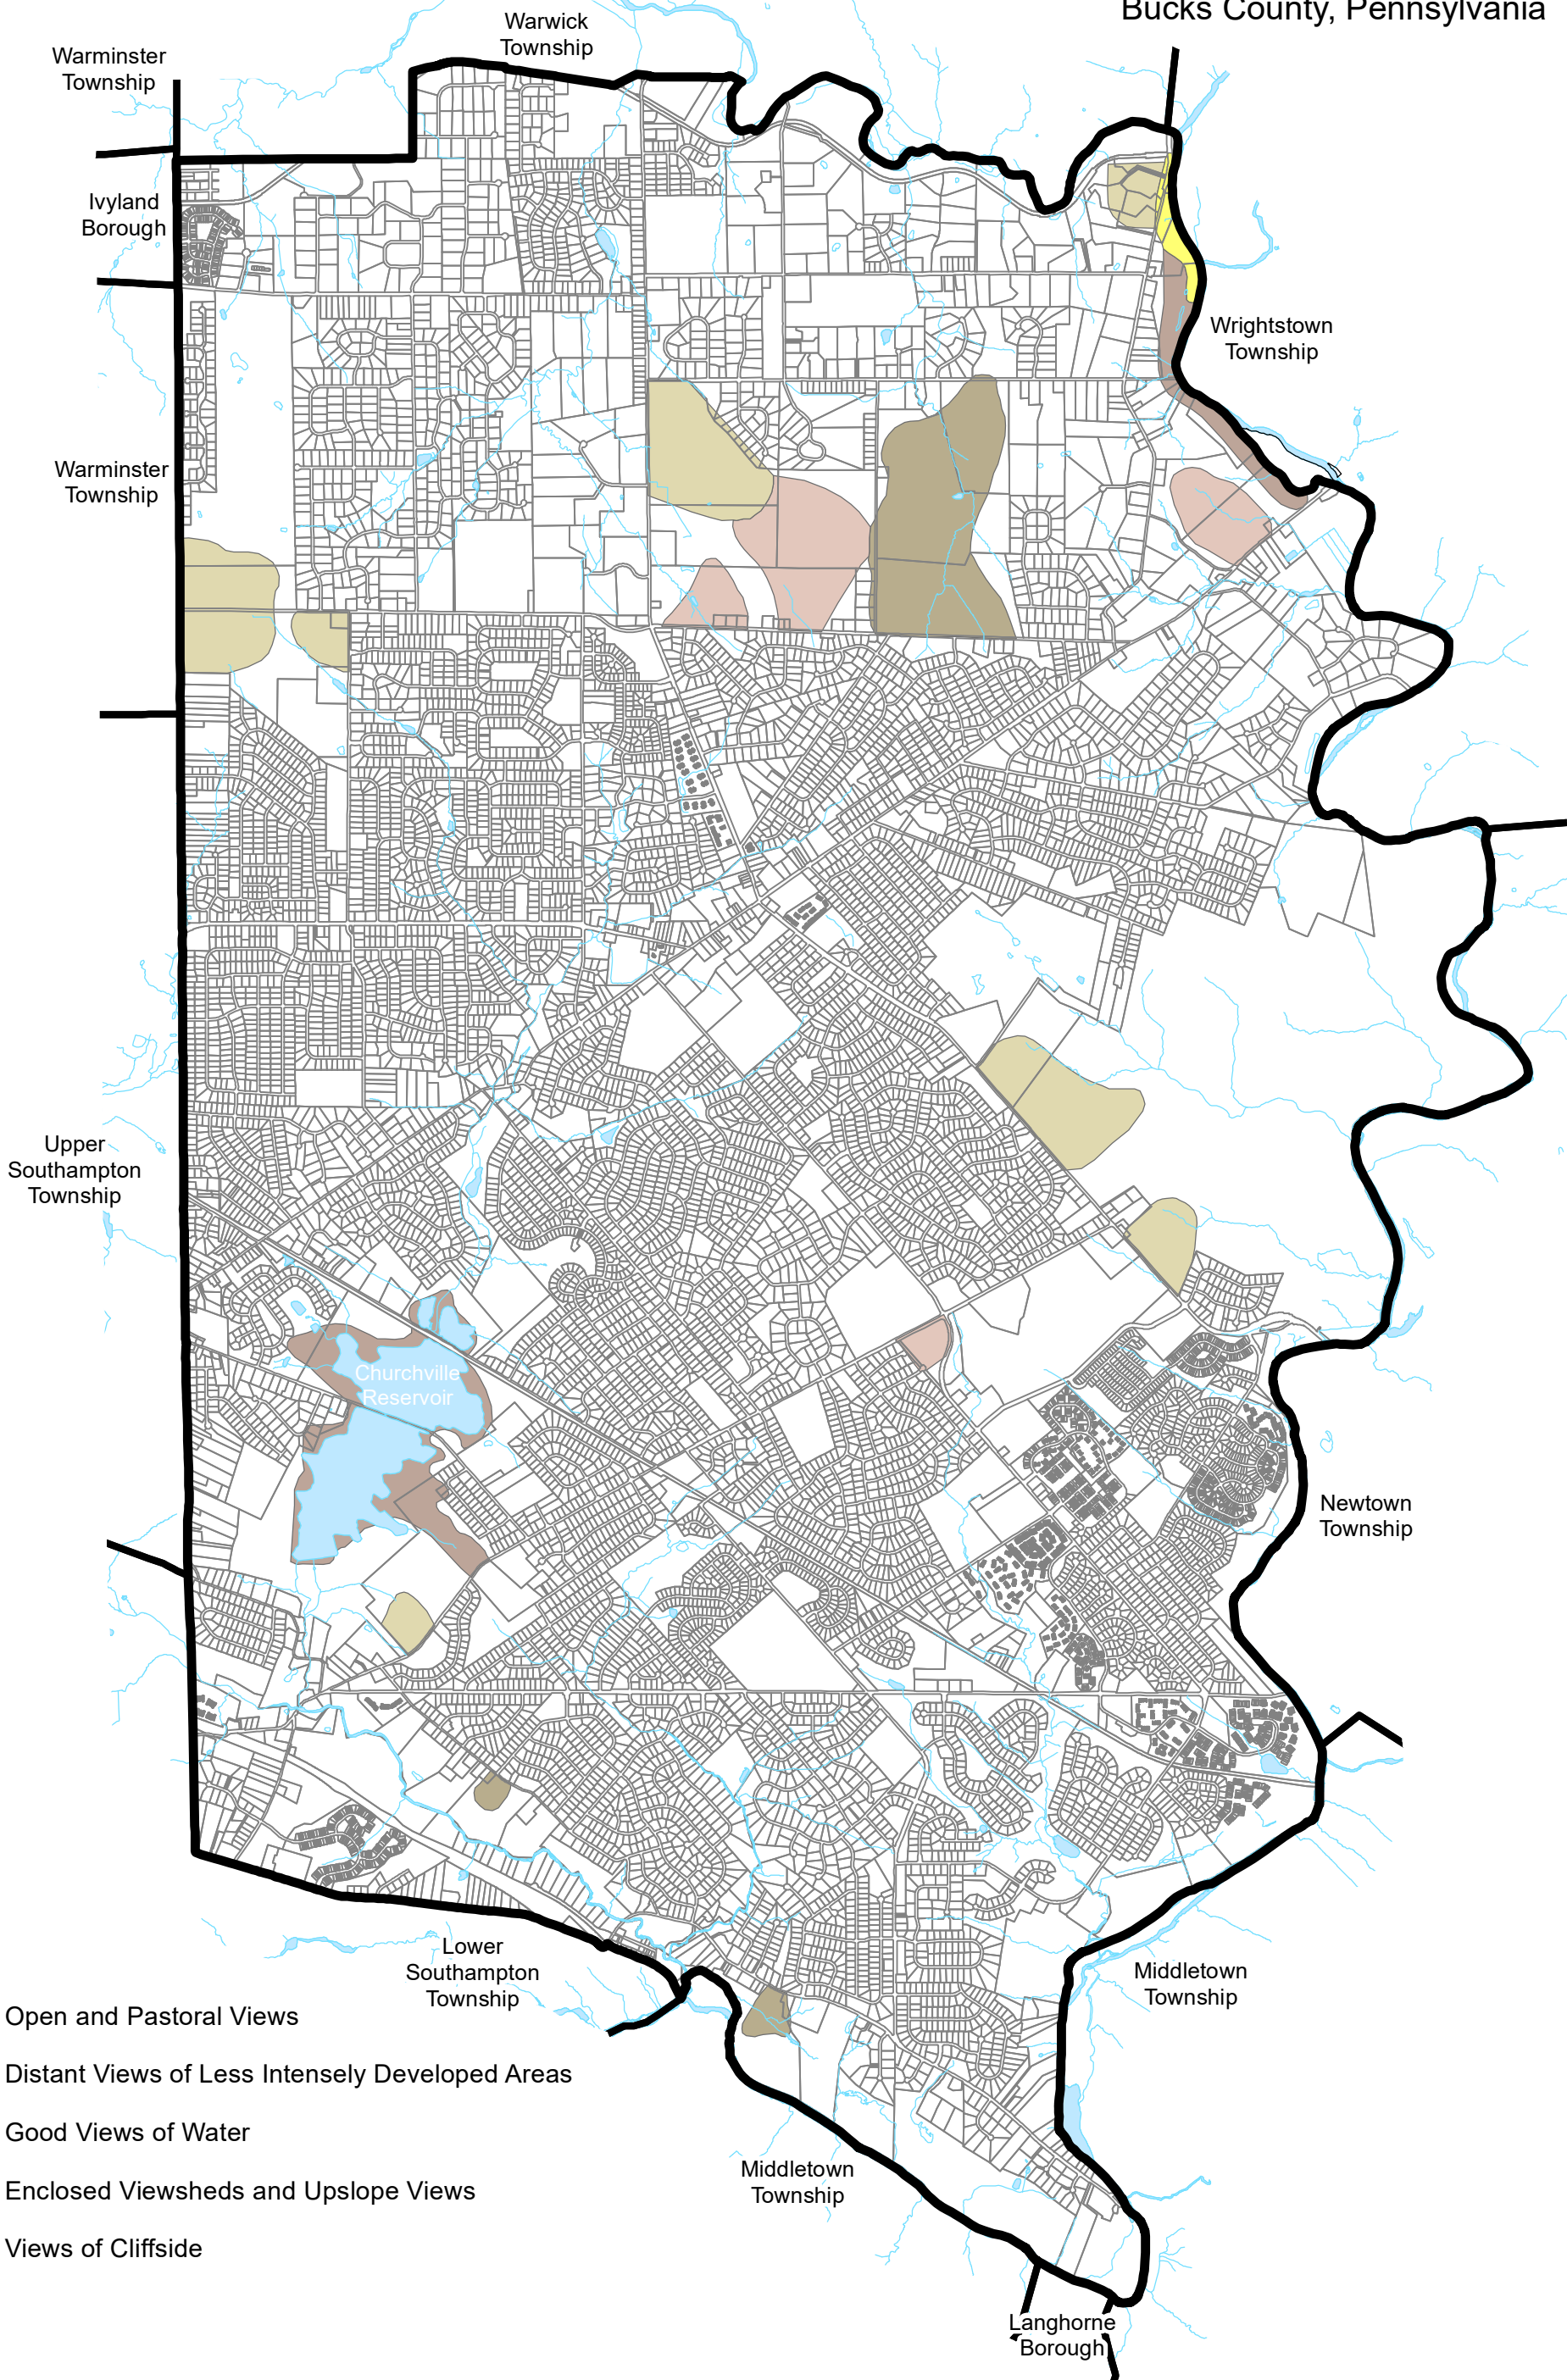 Bucks County, Pennsylvania
Warwick
Township
Warminster
Township
Ivyland
Borough
Wrightstown
Township
Warminster
Township
Upper
Southampton
Township
Churchville
Reservoir
Newtown
Township
Lower
Southampton
Township
Middletown
Township
Open and Pastoral Views
Distant Views of Less Intensely Developed Areas
Good Views of Water
Enclosed Viewsheds and Upslope Views
Views of Cliffside
Middletown
Township
Langhorne
Borough